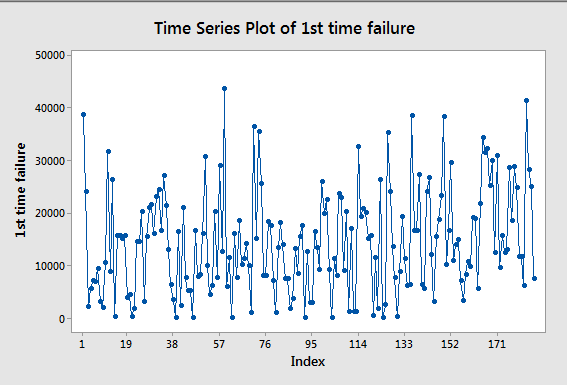 Time Series Plot of 1st time failure
50000
40000
30000
20000
10000
0
1st time failure
1 19 38 57 76 95 114 133 152 171
Index